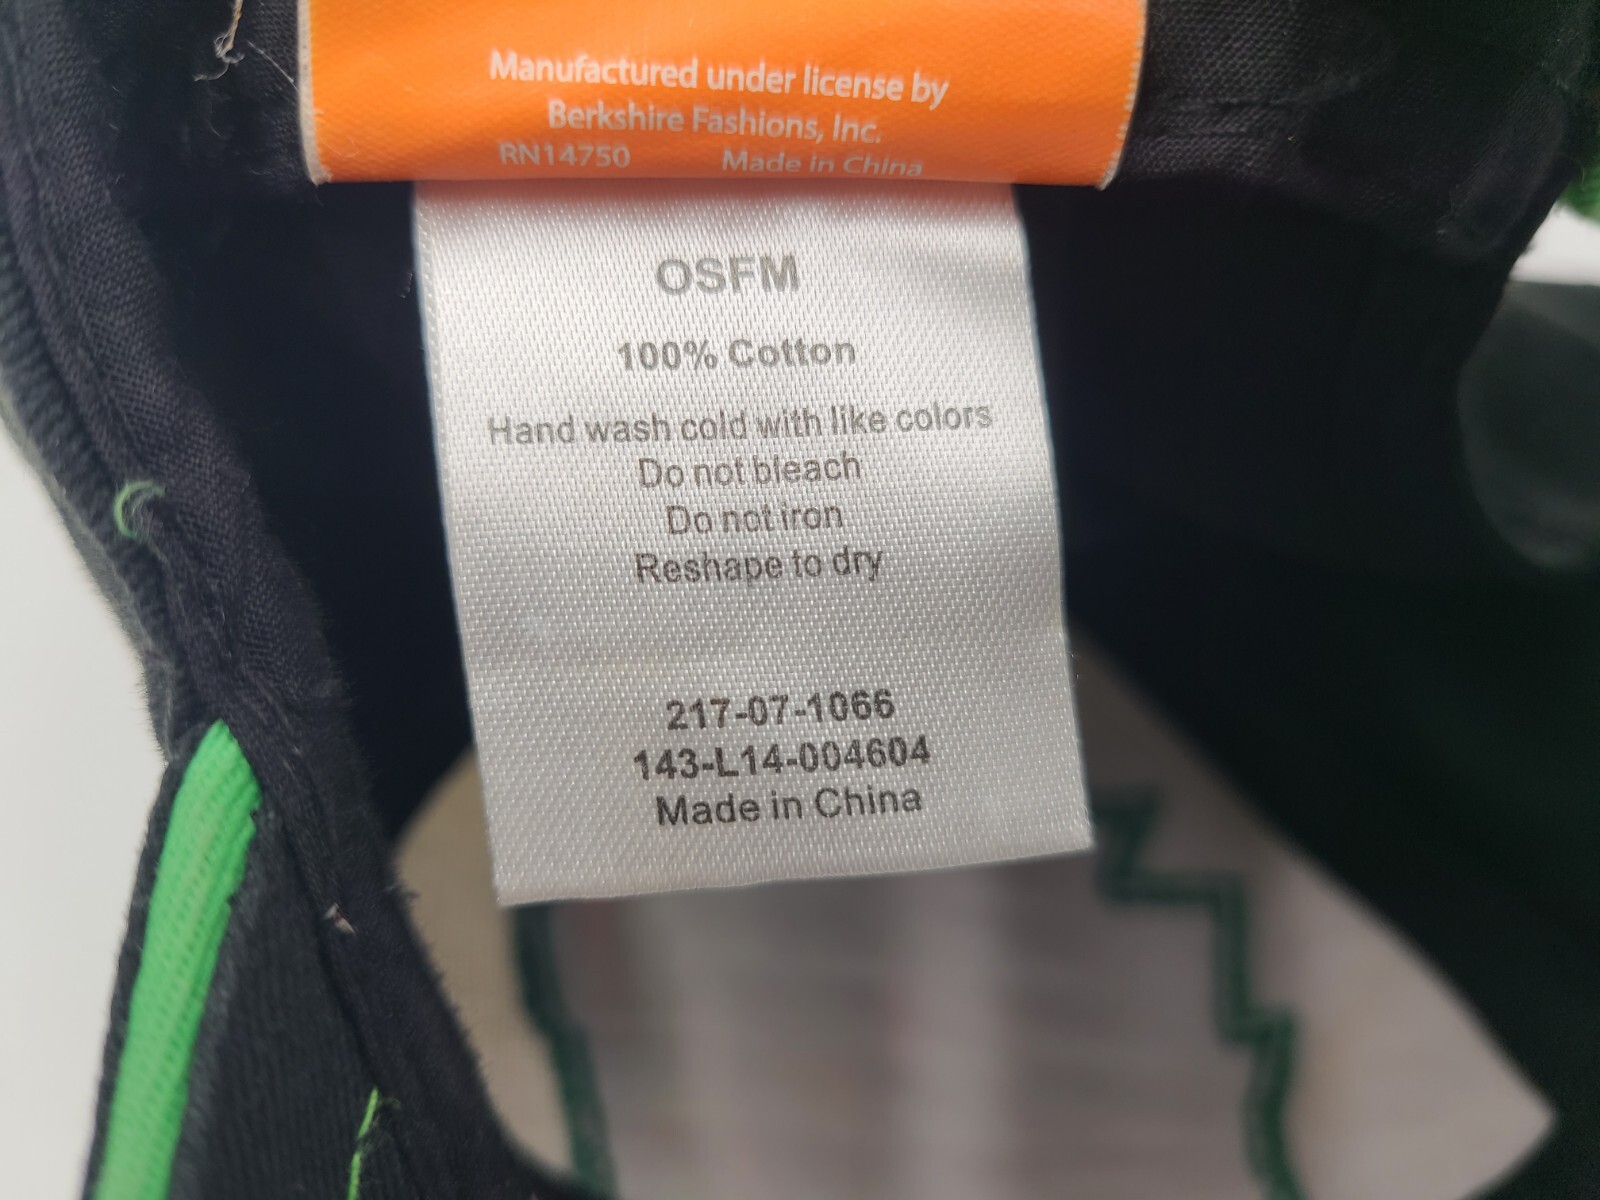 Manufactured under license by
Berkshire Fashions, Inc.
RN14750 Made in China
OSFM
100% Cotton
Hand wash cold with like colors
Do not bleach
Do not iron
Reshape to dry
217-07-1066
143-L14-004604
Made in China